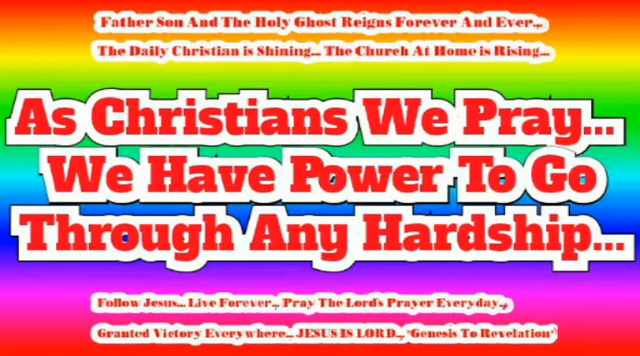 Father Son And The Holy Ghost Reigns Forever And Ever..,
The Daily Christian is Shining... The Church At Home is Rising...
As Christians We Pray...
We Have Power To Go
Through Any Hardship...
Follow Jesus... Live Forever.., Pray The Lord's Prayer Everyday..,
Granted Victory Everywhere... JESUS IS LORD.., "Genesis To Revelation"